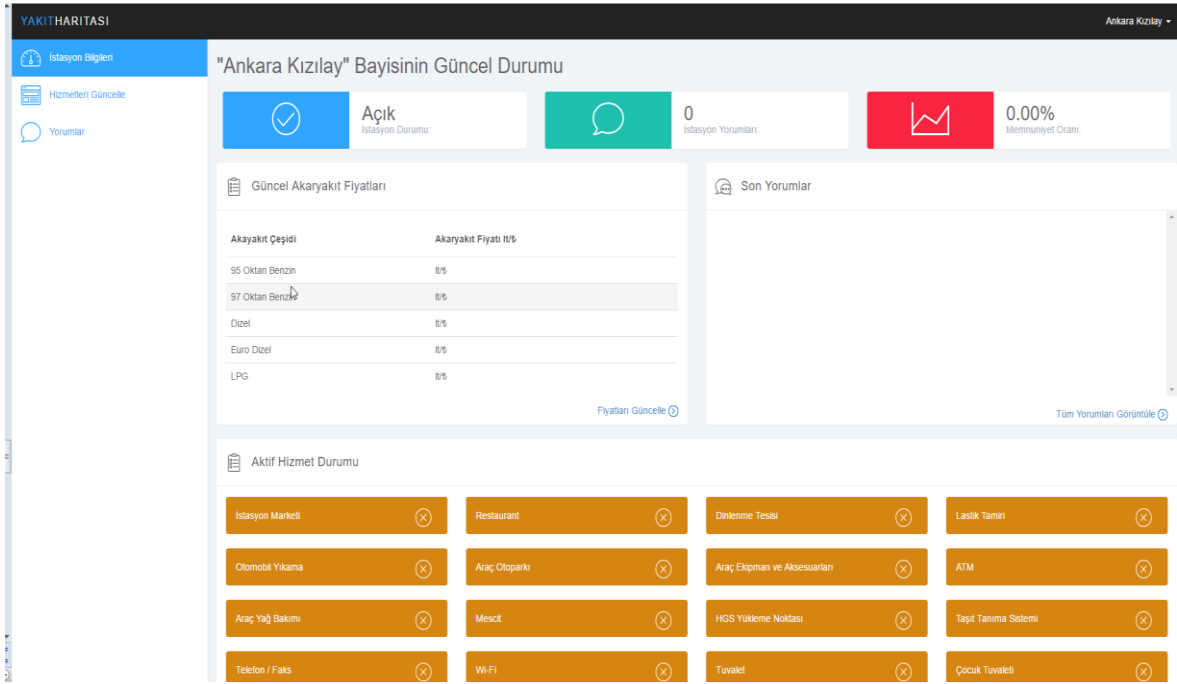 YAKITHARITASI
Ankara Kızılay
İstasyon Bilgileri
Hizmetleri Güncelle
Yorumlar
"Ankara Kızılay" Bayisinin Güncel Durumu
Açık
İstasyon Durumu:
0
İstasyon Yorumları:
0.00%
Memnuniyet Oranı:
Güncel Akaryakıt Fiyatları
Akayakıt Çeşidi Akaryakıt Fiyatı lt/₺
95 Oktan Benzin lt/₺
97 Oktan Benzin lt/₺
Dizel lt/₺
Euro Dizel lt/₺
LPG lt/₺
Fiyatları Güncelle
Son Yorumlar
Tüm Yorumları Görüntüle
Aktif Hizmet Durumu
İstasyon Marketi Restaurant Dinlenme Tesisi Lastik Tamiri
Otomobil Yıkama Araç Otoparkı Araç Ekipman ve Aksesuarları ATM
Araç Yağ Bakımı Mescit HGS Yükleme Noktası Taşıt Tanıma Sistemi
Telefon / Faks Wi-Fi Tuvalet Çocuk Tuvaleti